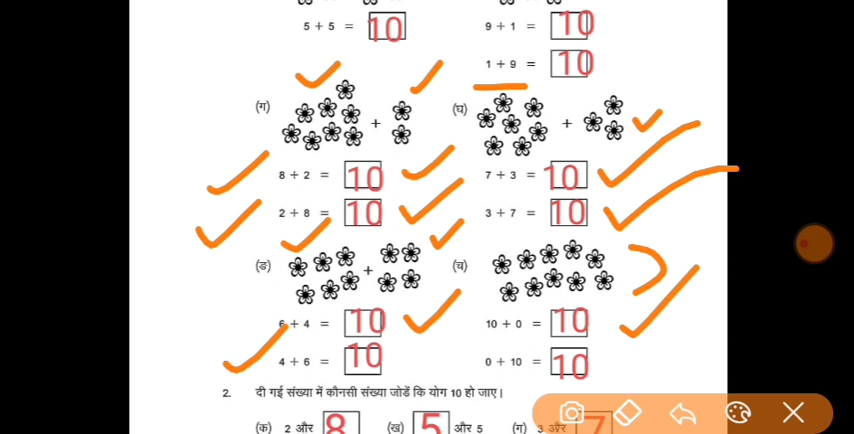 5 + 5 = 10 9 + 1 = 10
1 + 9 = 10
(ग) + (घ) +
8 + 2 = 10 7 + 3 = 10
2 + 8 = 10 3 + 7 = 10
(ङ) + (च)
6 + 4 = 10 10 + 0 = 10
4 + 6 = 10 0 + 10 = 10
2. दी गई संख्या में कौनसी संख्या जोडें कि योग 10 हो जाए।
(क) 2 और 8 (ख) 5 और 5 (ग) 3 और 7